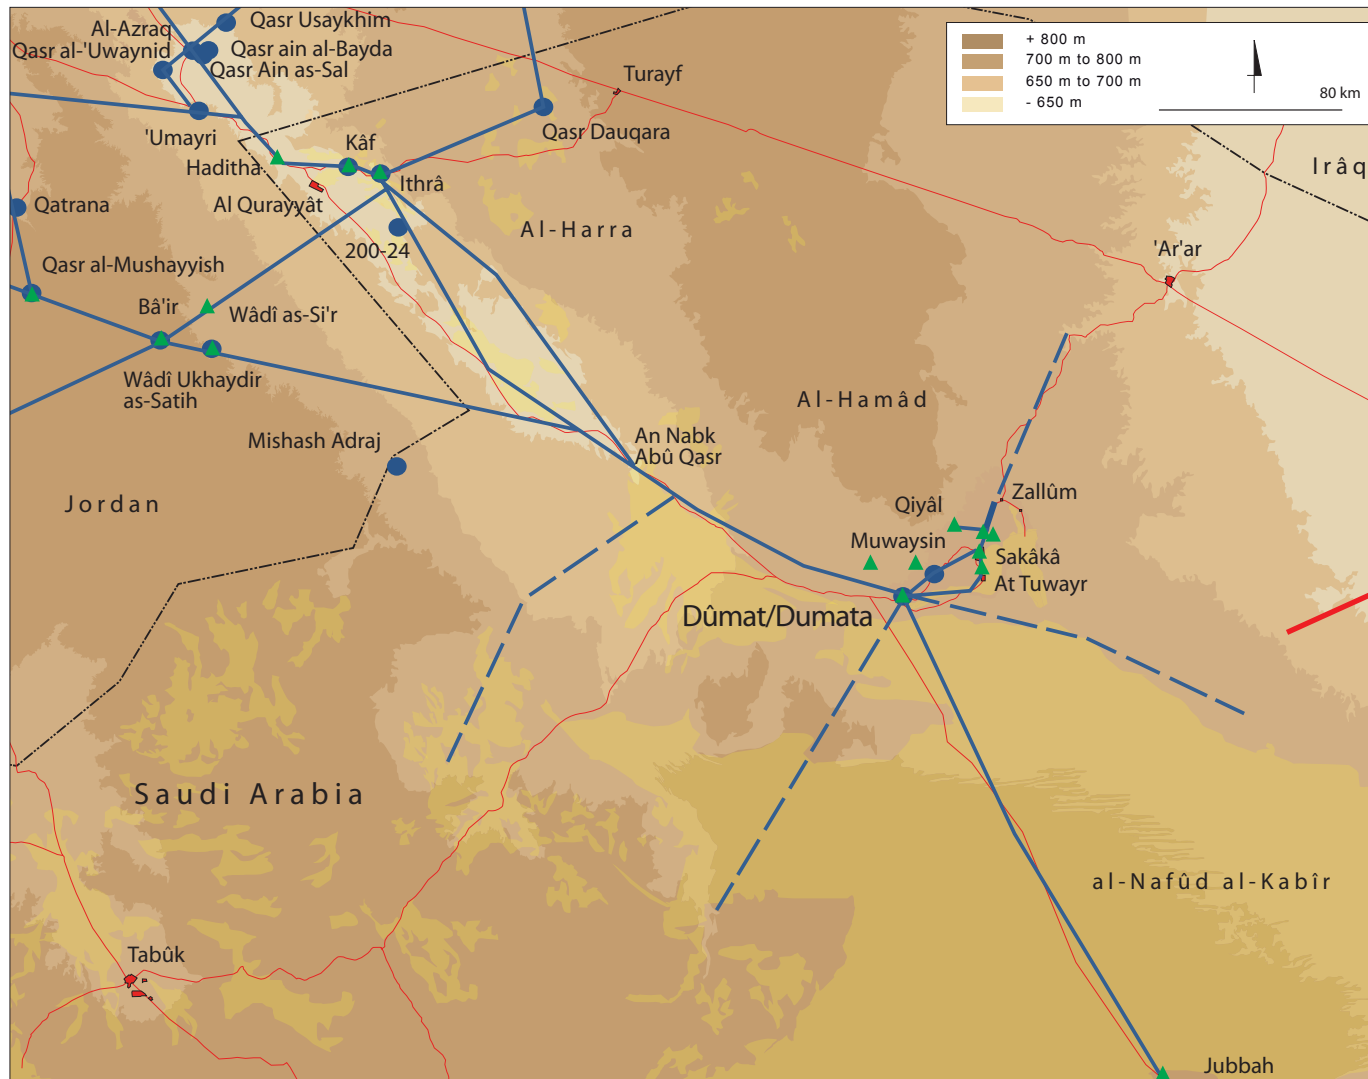 Qasr Usaykhim
Al-Azraq
Qasr al-'Uwaynid
Qasr ain al-Bayda
Qasr Ain as-Sal
+ 800 m
700 m to 800 m
650 m to 700 m
- 650 m
80 km
Turayf
Qasr Dauqara
'Umayri
Kâf
Haditha
Ithrâ
Irâq
Al Qurayyât
Qatrana
Al-Harra
200-24
'Ar'ar
Qasr al-Mushayyish
Bâ'ir
Wâdî as-Si'r
Wâdî Ukhaydir
as-Satih
Al-Hamâd
Mishash Adraj
An Nabk
Abû Qasr
Jordan
Qiyâl
Zallûm
Muwaysin
Sakâkâ
At Tuwayr
Dûmat/Dumata
Saudi Arabia
al-Nafûd al-Kabîr
Tabûk
Jubbah